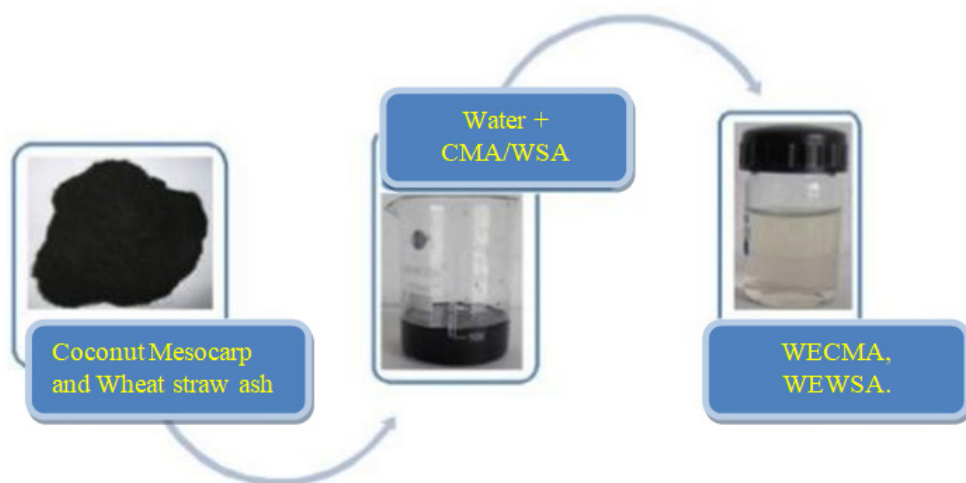 Coconut Mesocarp
and Wheat straw ash
Water +
CMA/WSA
WECMA,
WEWSA.